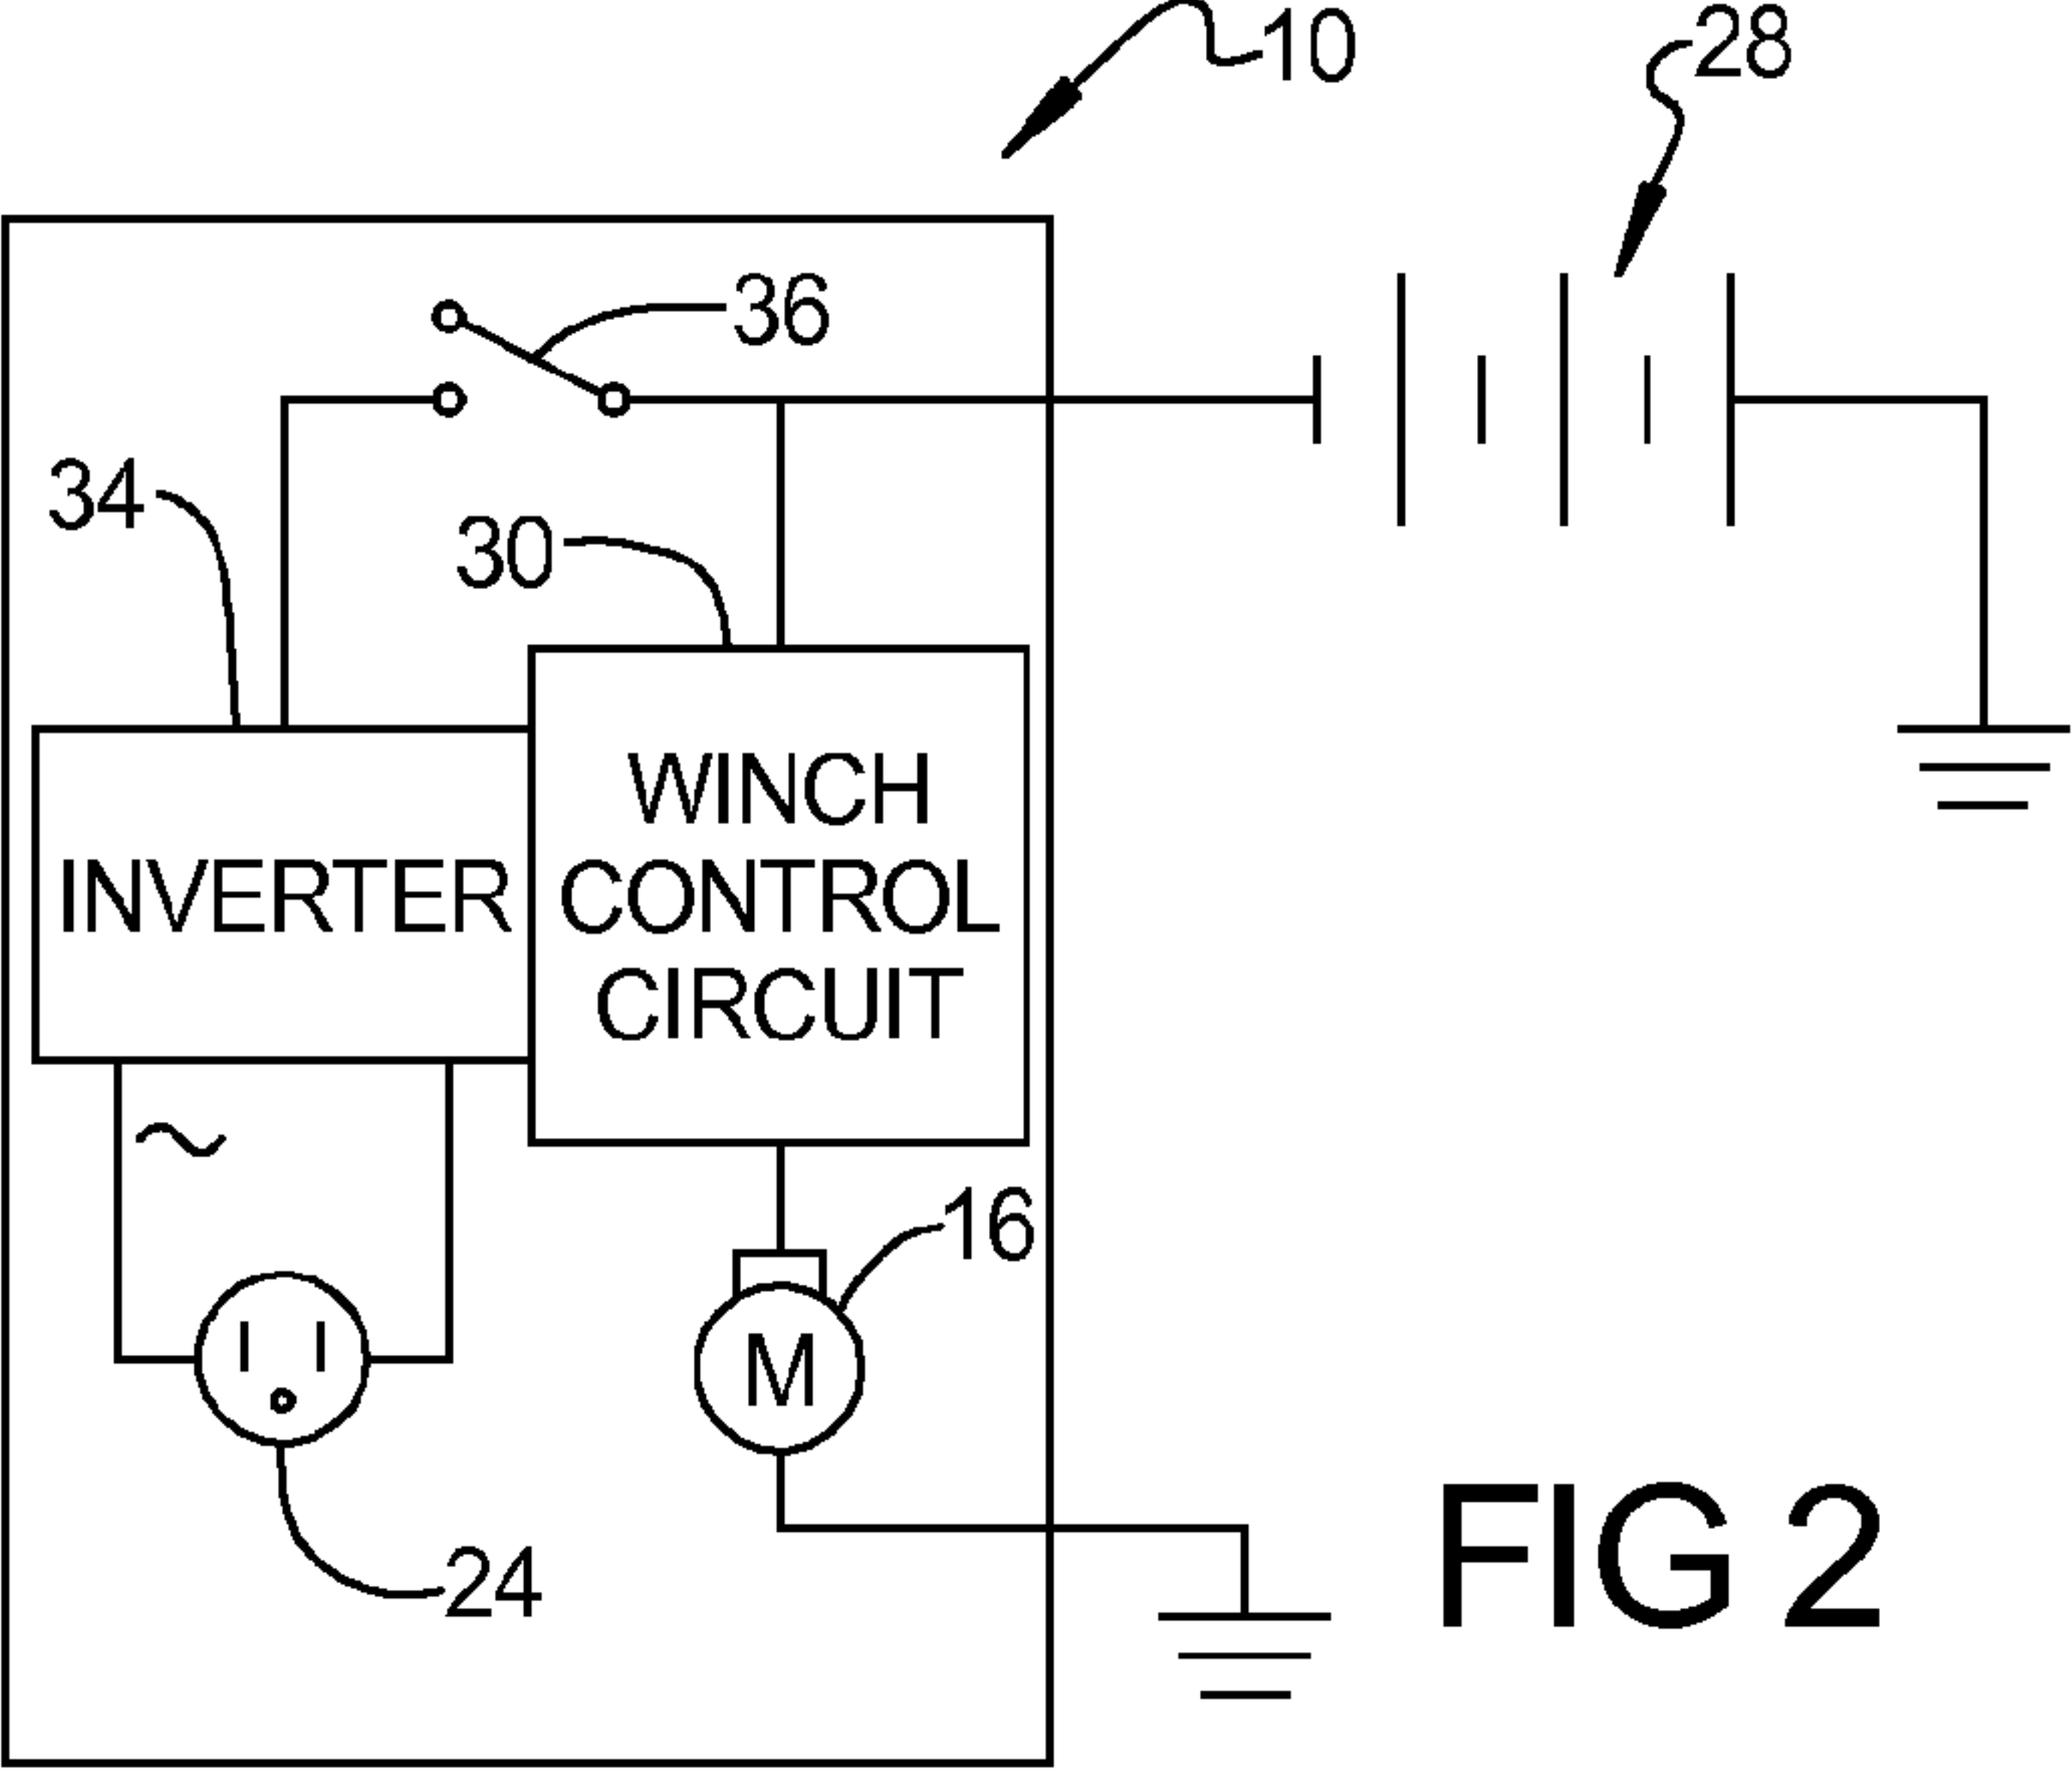 10
28
36
34
30
WINCH
CONTROL
CIRCUIT
INVERTER
16
M
24
FIG 2